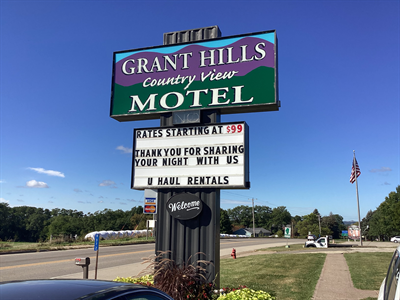 GRANT HILLS
Country View
MOTEL
RATES STARTING AT $99
THANK YOU FOR SHARING
YOUR NIGHT WITH US
U HAUL RENTALS
Welcome